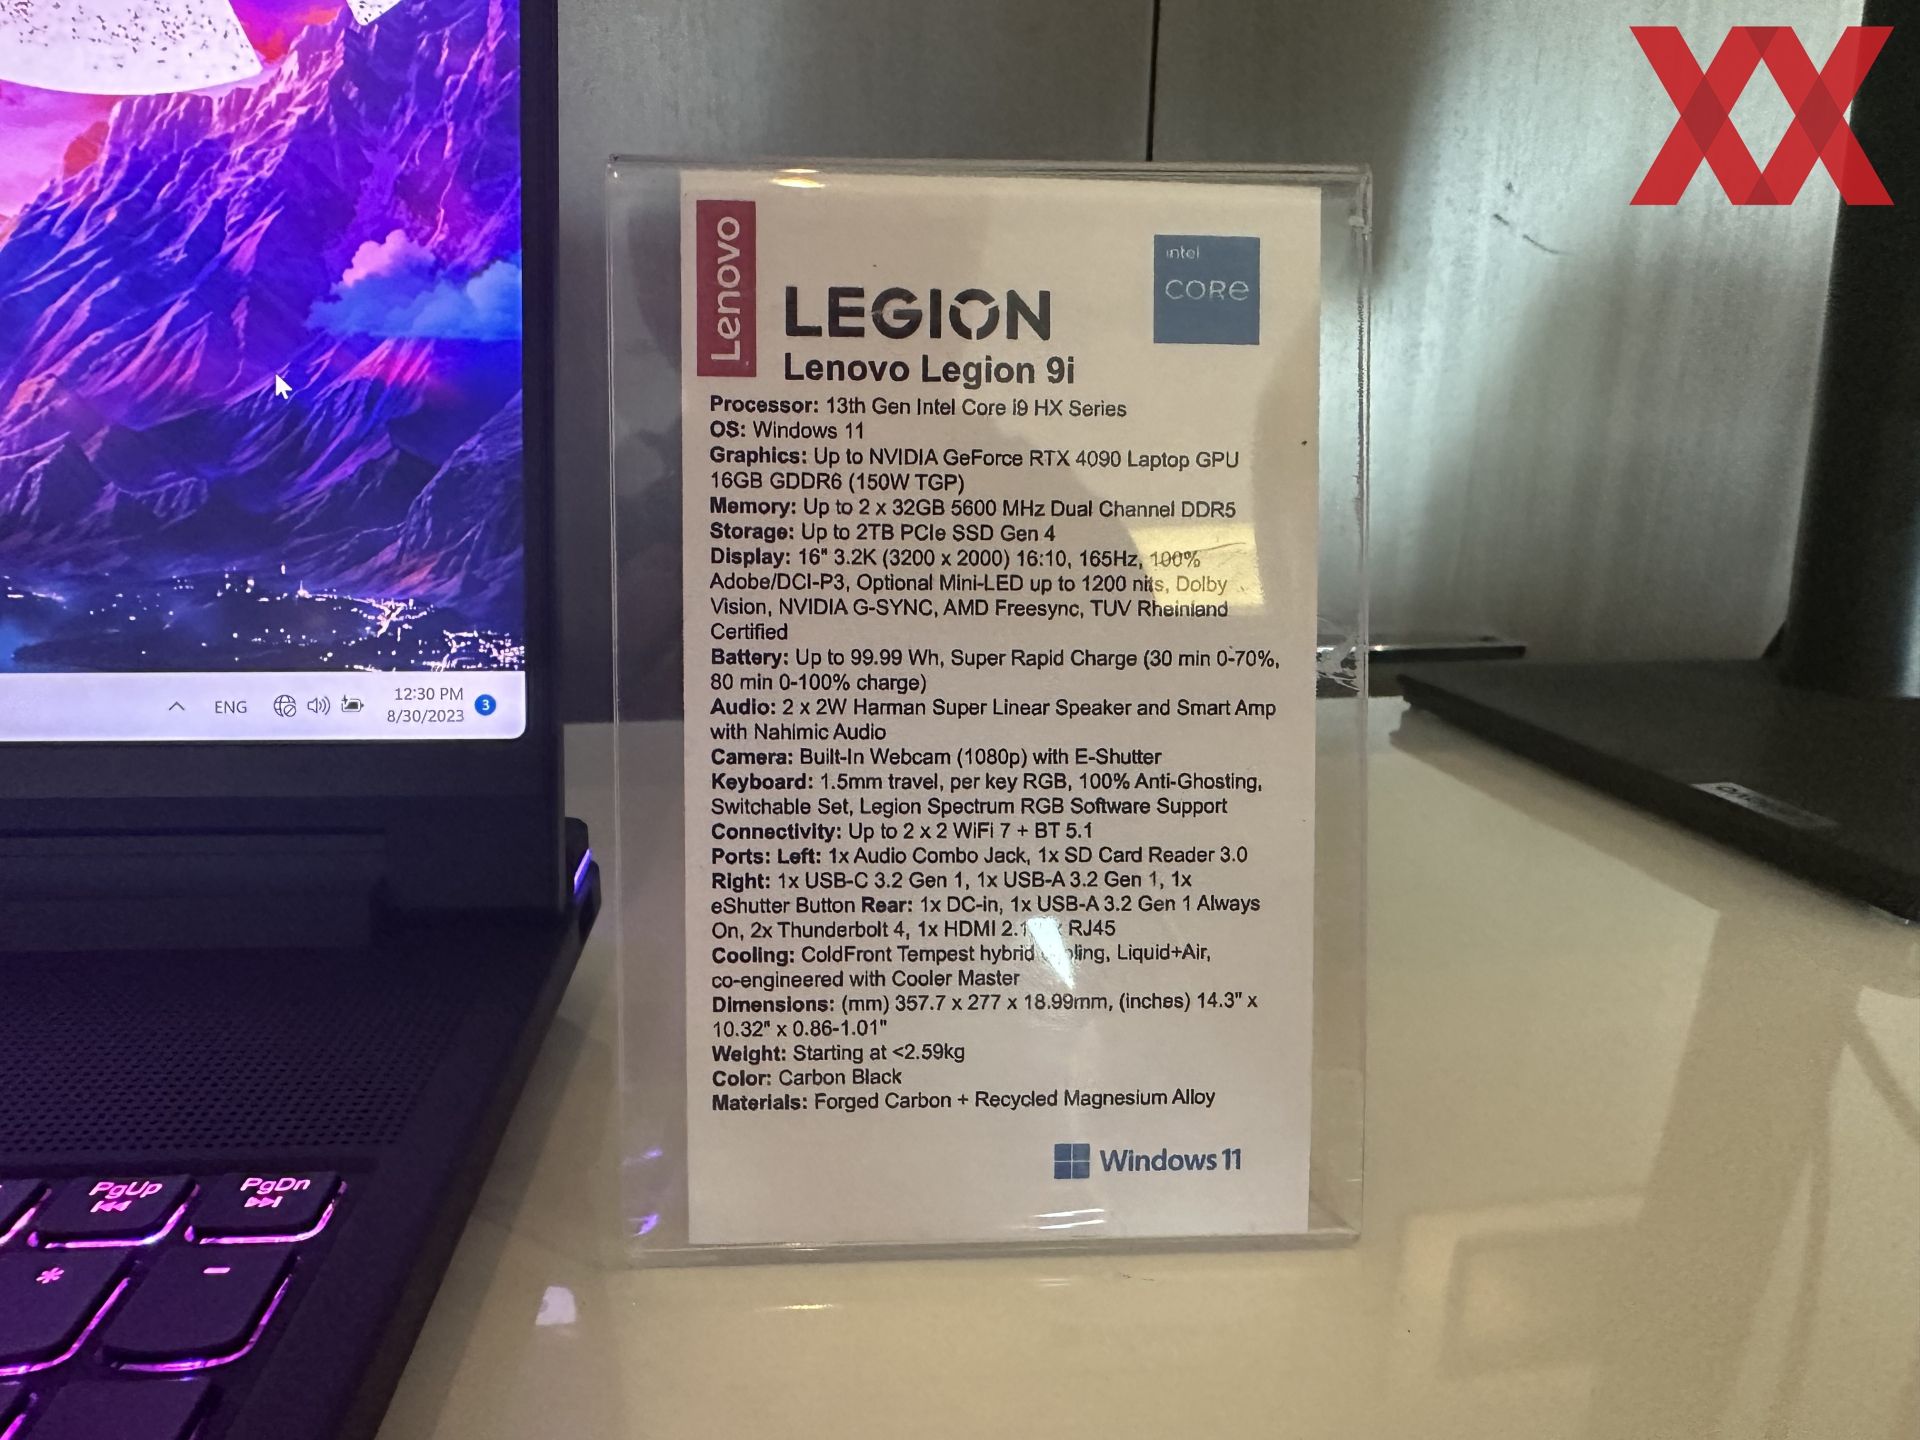 Lenovo
LEGION
intel
CORE
Lenovo Legion 9i
Processor: 13th Gen Intel Core i9 HX Series
OS: Windows 11
Graphics: Up to NVIDIA GeForce RTX 4090 Laptop GPU
16GB GDDR6 (150W TGP)
Memory: Up to 2 x 32GB 5600 MHz Dual Channel DDR5
Storage: Up to 2TB PCIe SSD Gen 4
Display: 16" 3.2K (3200 x 2000) 16:10, 165Hz, 100%
Adobe/DCI-P3, Optional Mini-LED up to 1200 nits, Dolby
Vision, NVIDIA G-SYNC, AMD Freesync, TUV Rheinland
Certified
Battery: Up to 99.99 Wh, Super Rapid Charge (30 min 0-70%,
80 min 0-100% charge)
Audio: 2 x 2W Harman Super Linear Speaker and Smart Amp
with Nahimic Audio
Camera: Built-In Webcam (1080p) with E-Shutter
Keyboard: 1.5mm travel, per key RGB, 100% Anti-Ghosting,
Switchable Set, Legion Spectrum RGB Software Support
Connectivity: Up to 2 x 2 WiFi 7 + BT 5.1
Ports: Left: 1x Audio Combo Jack, 1x SD Card Reader 3.0
Right: 1x USB-C 3.2 Gen 1, 1x USB-A 3.2 Gen 1, 1x
eShutter Button Rear: 1x DC-in, 1x USB-A 3.2 Gen 1 Always
On, 2x Thunderbolt 4, 1x HDMI RJ45
Cooling: ColdFront Tempest hybrid Liquid+Air,
co-engineered with Cooler Master
Dimensions: (mm) 357.7 x 277 x 18.99mm, (inches) 14.3" x
10.32" x 0.86-1.01"
Weight: Starting at <2.59kg
Color: Carbon Black
Materials: Forged Carbon + Recycled Magnesium Alloy
Windows 11
ENG
12:30 PM
8/30/2023
3
PgUp
PgDn
*
-